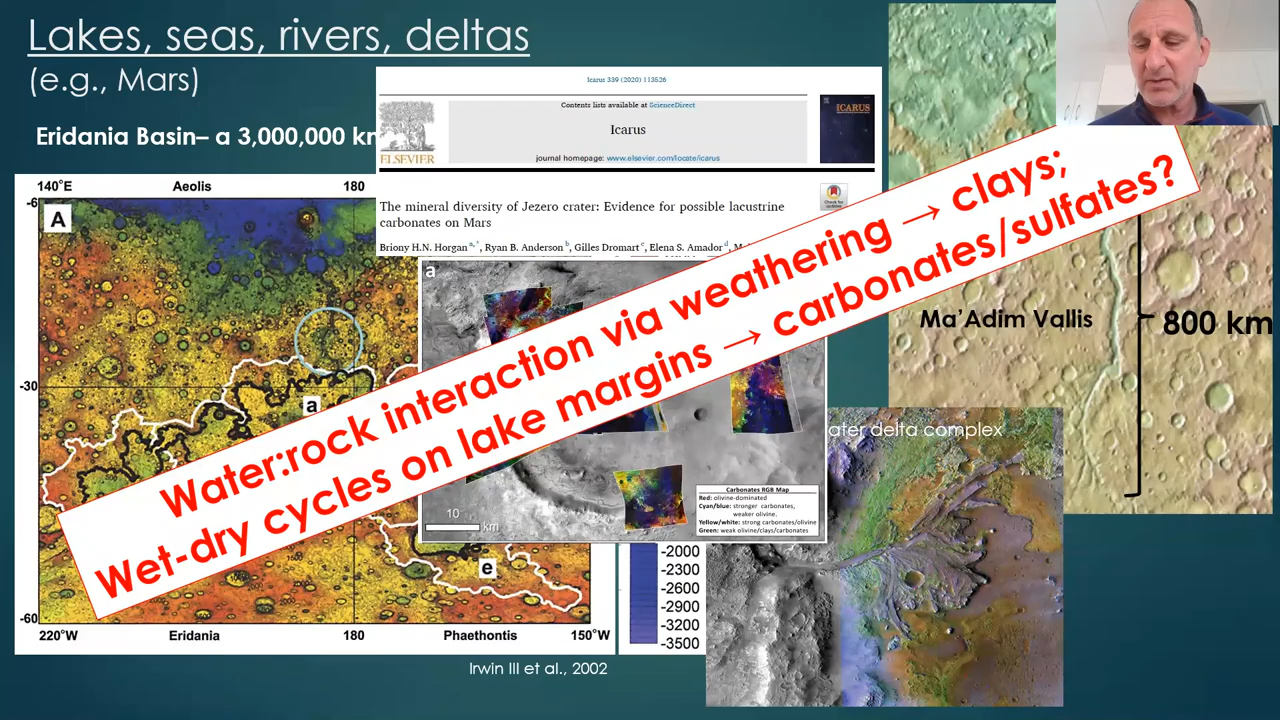 Lakes, seas, rivers, deltas
(e.g., Mars)
Eridania Basin– a 3,000,000 km
Icarus 339 (2020) 113526
Contents lists available at ScienceDirect
Icarus
journal homepage: www.elsevier.com/locate/icarus
ELSEVIER
ICARUS
Check for
updates
The mineral diversity of Jezero crater: Evidence for possible lacustrine
carbonates on Mars
Briony H.N. Horgan a,*, Ryan B. Anderson b, Gilles Dromart c, Elena S. Amador d,
140°E Aeolis 180
A
-30
a
e
-60
220°W Eridania 180 Phaethontis 150°W
-2000
-2300
-2600
-2900
-3200
-3500
Irwin III et al., 2002
a
10 km
Carbonates RGB Map
Red: olivine-dominated
Cyan/blue: stronger carbonates,
weaker olivine.
Yellow/white: strong carbonates/olivine
Green: weak olivine/clays/carbonates
Water:rock interaction via weathering → clays;
Wet-dry cycles on lake margins → carbonates/sulfates?
Ma’Adim Vallis
800 km
delta complex